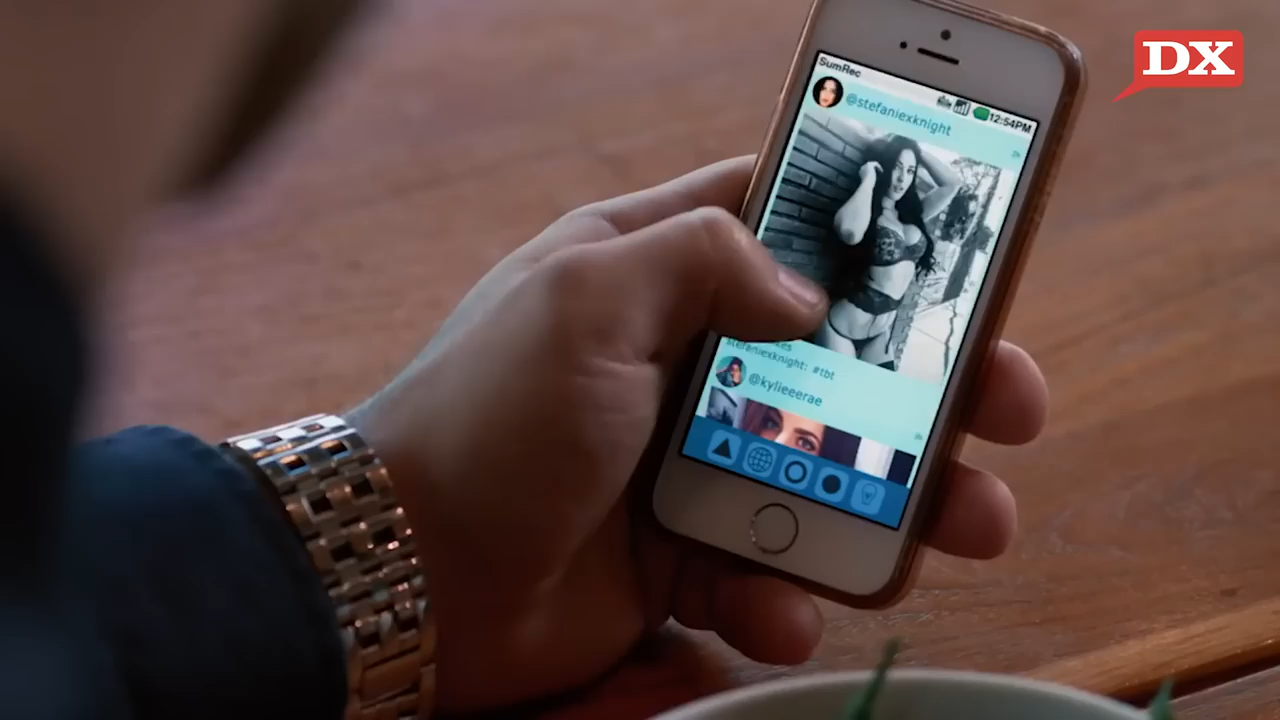 DX
SumRec
12:54PM
@stefaniexknight
2h
stefaniexknight: #tbt
@kylieeerae